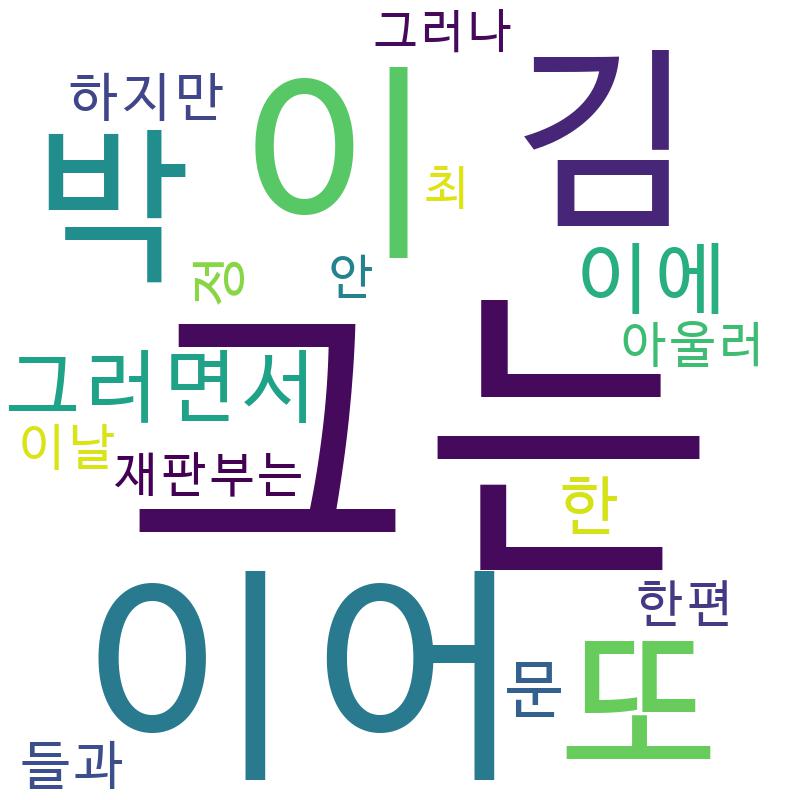 그러나
하지만
이
김
박
최
정
안
이에
그는
아울러
그러면서
이날
재판부는
한
이어
한편
문
또
들과